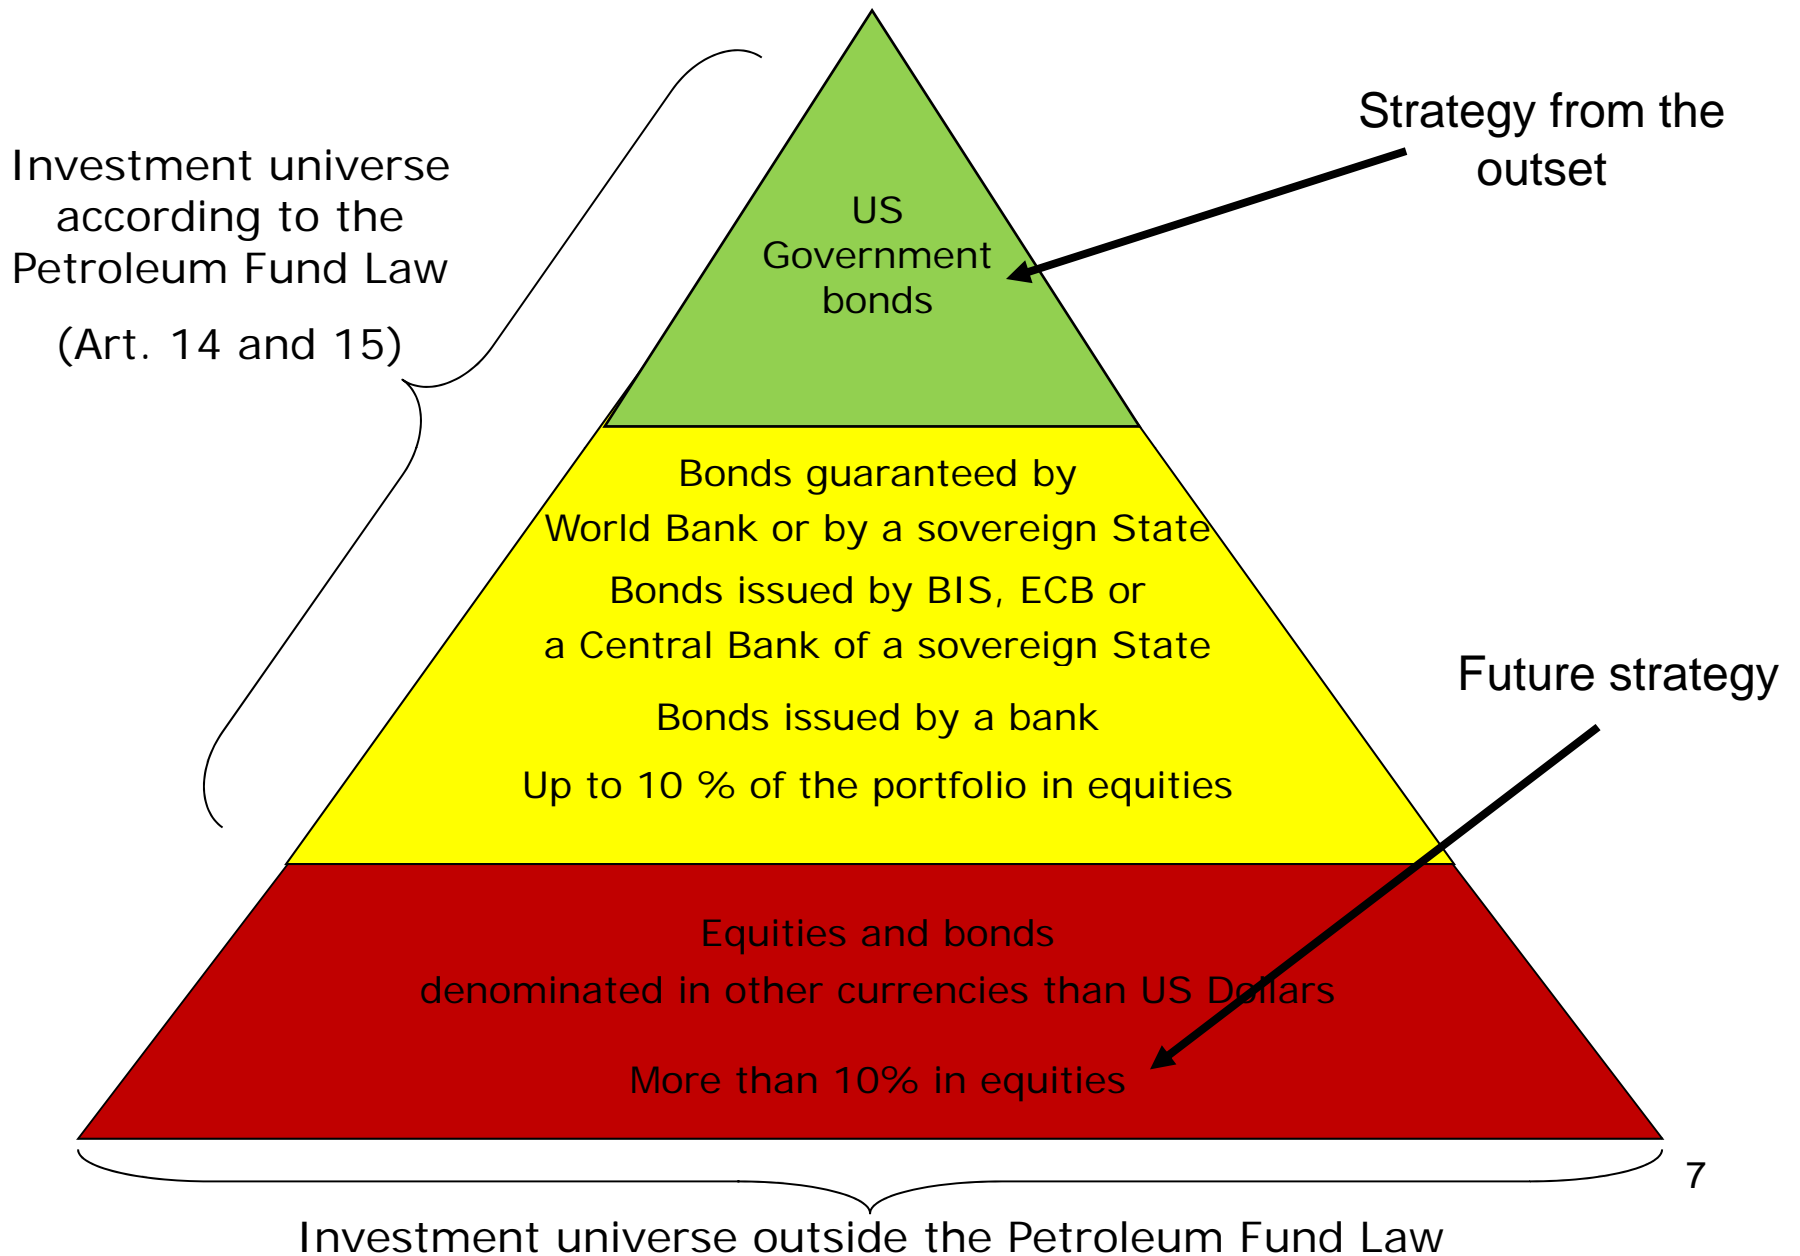 Investment universe
according to the
Petroleum Fund Law
(Art. 14 and 15)
Strategy from the
outset
US
Government
bonds
Bonds guaranteed by
World Bank or by a sovereign State
Bonds issued by BIS, ECB or
a Central Bank of a sovereign State
Bonds issued by a bank
Up to 10 % of the portfolio in equities
Future strategy
Equities and bonds
denominated in other currencies than US Dollars
More than 10% in equities
7
Investment universe outside the Petroleum Fund Law